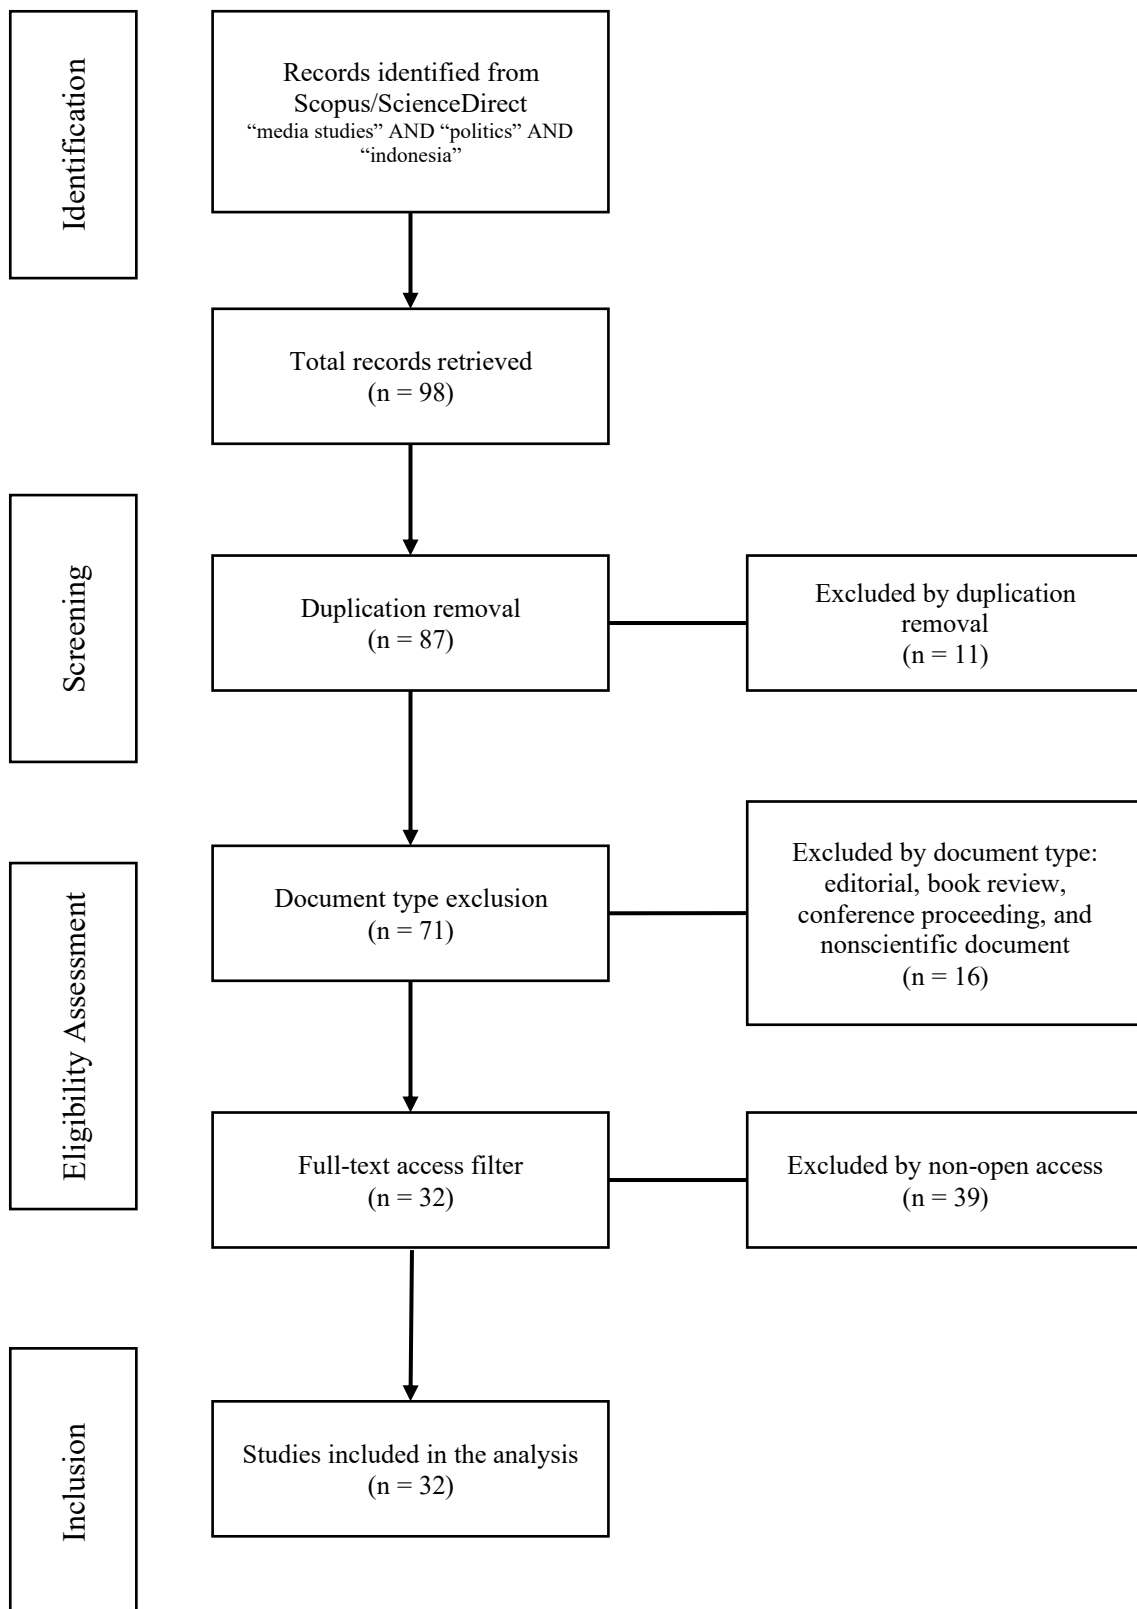 Identification
Records identified from
Scopus/ScienceDirect
“media studies” AND “politics” AND
“indonesia”
Total records retrieved
(n = 98)
Screening
Duplication removal
(n = 87)
Excluded by duplication
removal
(n = 11)
Eligibility Assessment
Document type exclusion
(n = 71)
Excluded by document type:
editorial, book review,
conference proceeding, and
nonscientific document
(n = 16)
Full-text access filter
(n = 32)
Excluded by non-open access
(n = 39)
Inclusion
Studies included in the analysis
(n = 32)